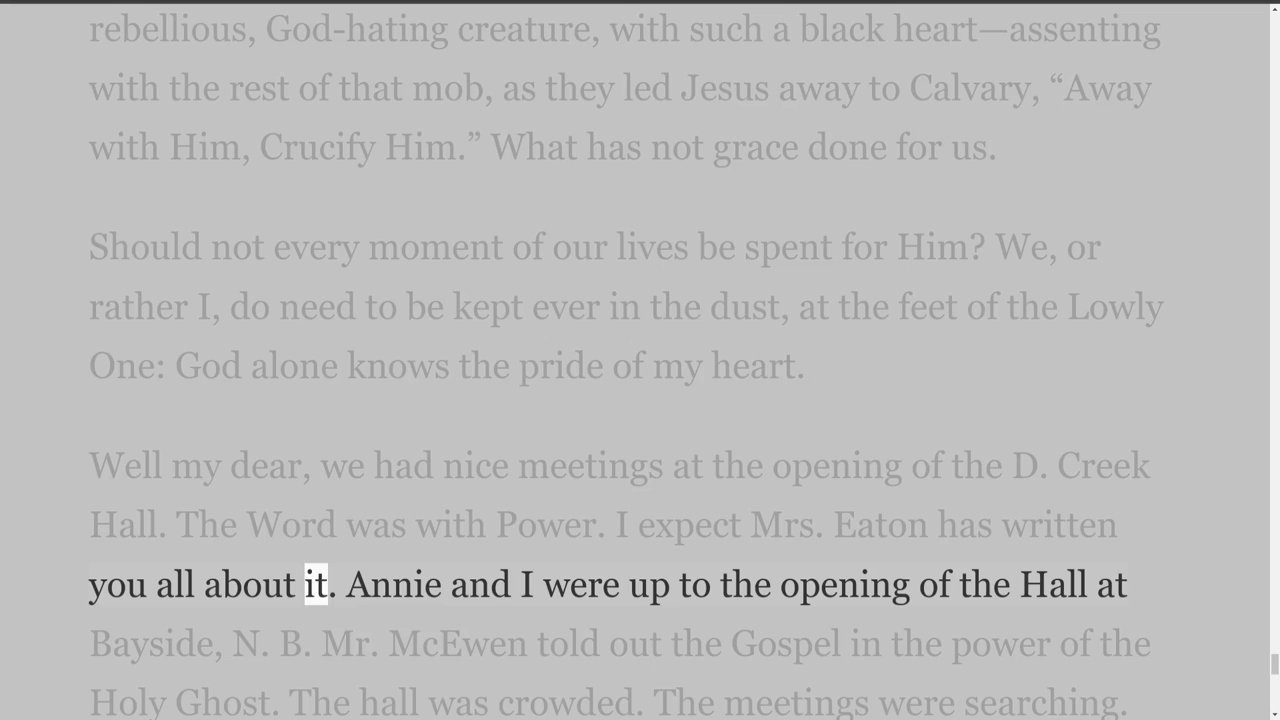 rebellious, God-hating creature, with such a black heart—assenting
with the rest of that mob, as they led Jesus away to Calvary, “Away
with Him, Crucify Him.” What has not grace done for us.
Should not every moment of our lives be spent for Him? We, or
rather I, do need to be kept ever in the dust, at the feet of the Lowly
One: God alone knows the pride of my heart.
Well my dear, we had nice meetings at the opening of the D. Creek
Hall. The Word was with Power. I expect Mrs. Eaton has written
you all about it. Annie and I were up to the opening of the Hall at
Bayside, N. B. Mr. McEwen told out the Gospel in the power of the
Holy Ghost. The hall was crowded. The meetings were searching.